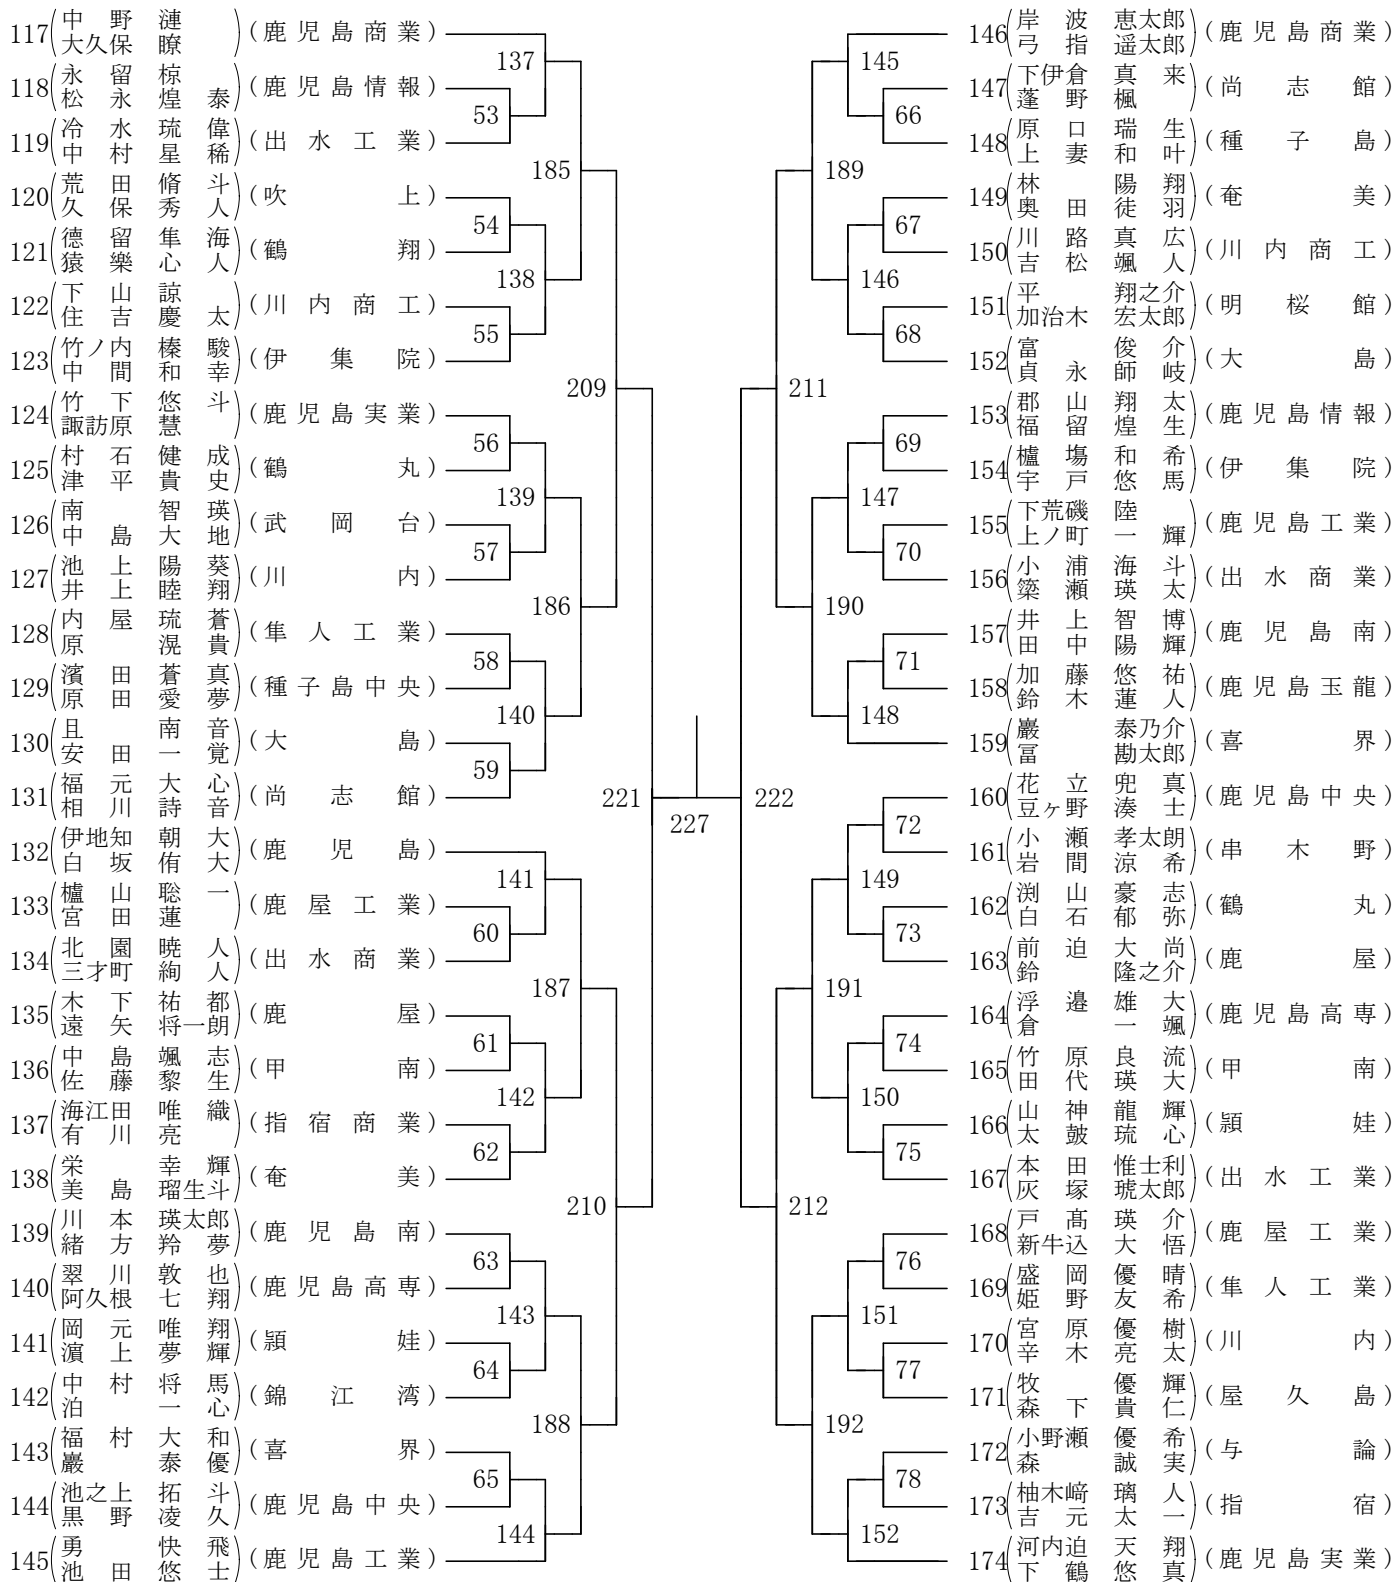 117 中野漣 大久保瞭 (鹿児島商業)
118 永留椋 松永煌泰 (鹿児島情報)
119 冷水琉偉 中村星稀 (出水工業)
120 荒田脩斗 久保秀人 (吹上)
121 德留隼海 猿樂心人 (鶴翔)
122 下山諒 住吉慶太 (川内商工)
123 竹ノ内榛駿 中間和幸 (伊集院)
124 竹下悠斗 諏訪原慧 (鹿児島実業)
125 村石健成 津平貴史 (鶴丸)
126 南智瑛 中島大地 (武岡台)
127 池上陽葵 井上睦翔 (川内)
128 内屋琉蒼 原滉貴 (隼人工業)
129 濱田蒼真 原田愛夢 (種子島中央)
130 且南音 安田一覚 (大島)
131 福元大心 相川詩音 (尚志館)
132 伊地知朝大 白坂侑大 (鹿児島)
133 櫨山聡一 宮田蓮 (鹿屋工業)
134 北園暁人 三才町絢人 (出水商業)
135 木下祐都 遠矢将一朗 (鹿屋)
136 中島颯志 佐藤黎生 (甲南)
137 海江田唯織 有川亮 (指宿商業)
138 栄幸輝 美島瑠生斗 (奄美)
139 川本瑛太郎 緒方羚夢 (鹿児島南)
140 翠川敦也 阿久根七翔 (鹿児島高専)
141 岡元唯翔 濵上夢輝 (頴娃)
142 中村将馬 泊一心 (錦江湾)
143 福村大和 巖泰優 (喜界)
144 池之上拓斗 黒野凌久 (鹿児島中央)
145 勇快飛 池田悠士 (鹿児島工業)
137
53
185
54
138
55
209
56
139
57
186
58
140
59
221
227
141
60
187
61
142
62
210
63
143
64
188
65
144
145
66
189
67
146
68
211
69
147
70
190
71
148
222
72
149
73
191
74
150
75
212
76
151
77
192
78
152
146 岸波恵太郎 弓指遥太郎 (鹿児島商業)
147 下伊倉真来 蓬野楓 (尚志館)
148 原口瑞生 上妻和叶 (種子島)
149 林陽翔 奥田徒羽 (奄美)
150 川路真広 吉松颯人 (川内商工)
151 平翔之介 加治木宏太郎 (明桜館)
152 富俊介 貞永師岐 (大島)
153 郡山翔太 福留煌生 (鹿児島情報)
154 櫨場和希 宇戸悠馬 (伊集院)
155 下荒磯陸 上ノ町一輝 (鹿児島工業)
156 小浦海斗 築瀬瑛太 (出水商業)
157 井上智博 田中陽輝 (鹿児島南)
158 加藤悠祐 鈴木蓮人 (鹿児島玉龍)
159 巖泰乃介 冨勘太郎 (喜界)
160 花立兜真 豆ヶ野湊士 (鹿児島中央)
161 小瀬孝太朗 岩間涼希 (串木野)
162 渕山豪志 白石郁弥 (鶴丸)
163 前迫大尚 鈴隆之介 (鹿屋)
164 浮邉雄大 倉一颯 (鹿児島高専)
165 竹原良流 田代瑛大 (甲南)
166 山神龍輝 太皷琉心 (頴娃)
167 本田惟士利 灰塚琥太郎 (出水工業)
168 戸髙瑛介 新牛込大悟 (鹿屋工業)
169 盛岡優晴 姫野友希 (隼人工業)
170 宮原優樹 辛木亮太 (川内)
171 牧優輝 森下貴仁 (屋久島)
172 小野瀬優希 森誠実 (与論)
173 柚木﨑璃人 吉元太一 (指宿)
174 河内迫天翔 下鶴悠真 (鹿児島実業)